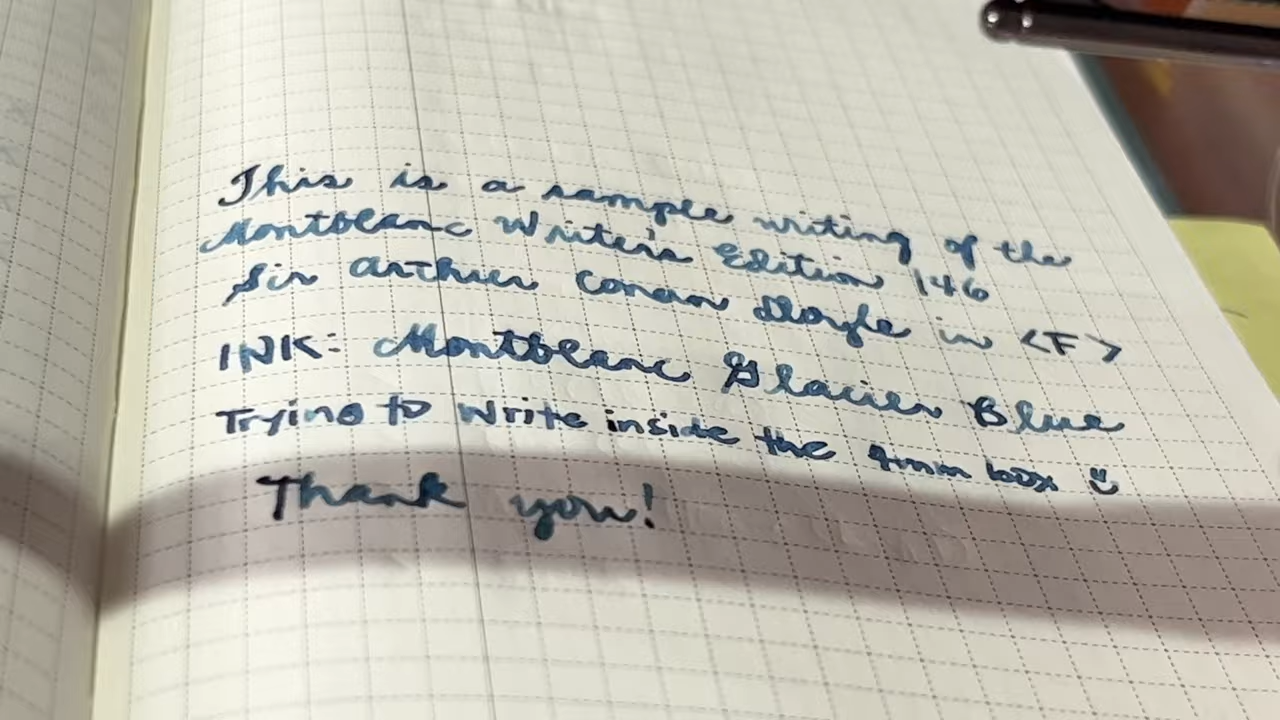 This is a sample writing of the
Montblanc Writer's Edition 146
Sir Arthur Conan Doyle in <F>
INK: Montblanc Glacier Blue
Trying to write inside the 4mm box
Thank you!